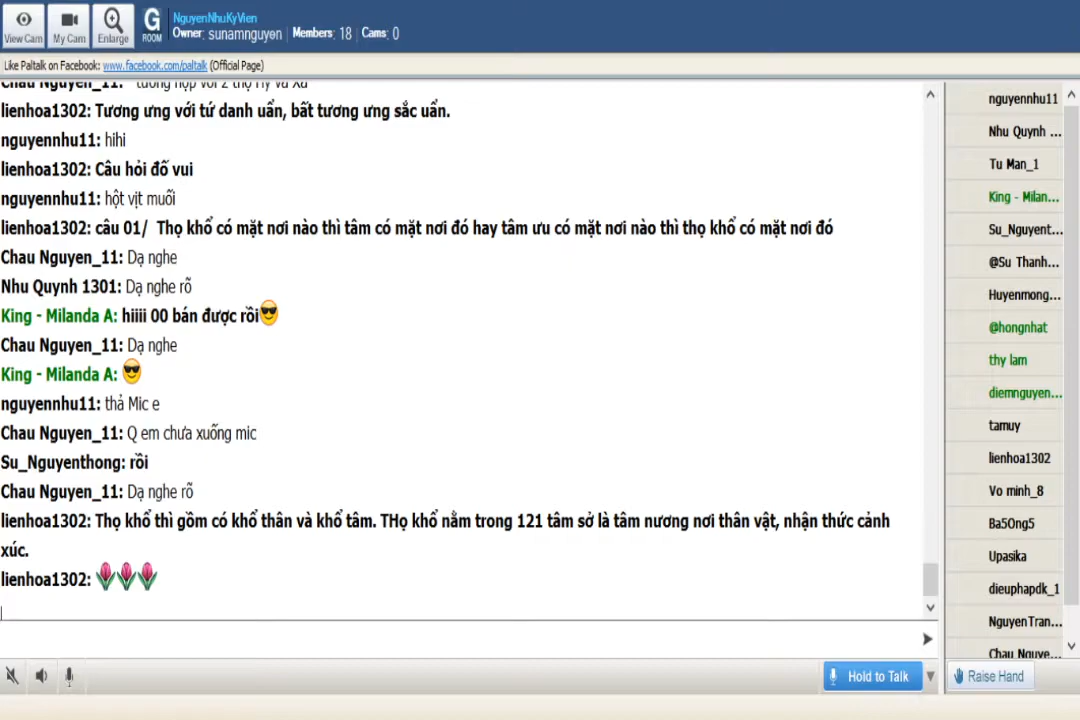 View Cam
My Cam
Enlarge
G
ROOM
NguyenNhuKyVien
Owner: sunamnguyen
Members: 18
Cams: 0
Like Paltalk on Facebook: www.facebook.com/paltalk (Official Page)
Chau Nguyen_11:
lienhoa1302: Tương ưng với tứ danh uẩn, bất tương ưng sắc uẩn.
nguyennhu11: hihi
lienhoa1302: Câu hỏi đố vui
nguyennhu11: hột vịt muối
lienhoa1302: câu 01/ Thọ khổ có mặt nơi nào thì tâm có mặt nơi đó hay tâm ưu có mặt nơi nào thì thọ khổ có mặt nơi đó
Chau Nguyen_11: Dạ nghe
Nhu Quynh 1301: Dạ nghe rõ
King - Milanda A: hiiii 00 bán được rồi
Chau Nguyen_11: Dạ nghe
King - Milanda A:
nguyennhu11: thả Mic e
Chau Nguyen_11: Q em chưa xuống mic
Su_Nguyenthong: rồi
Chau Nguyen_11: Dạ nghe rõ
lienhoa1302: Thọ khổ thì gồm có khổ thân và khổ tâm. THọ khổ nằm trong 121 tâm sở là tâm nương nơi thân vật, nhận thức cảnh
xúc.
lienhoa1302:
nguyennhu11
Nhu Quynh ...
Tu Man_1
King - Milan...
Su_Nguyent...
@Su Thanh...
Huyenmong...
@hongnhat
thy lam
diemnguyen...
tamuy
lienhoa1302
Vo minh_8
Ba5Ong5
Upasika
dieuphapdk_1
NguyenTran...
Chau Nguye...
Hold to Talk
Raise Hand